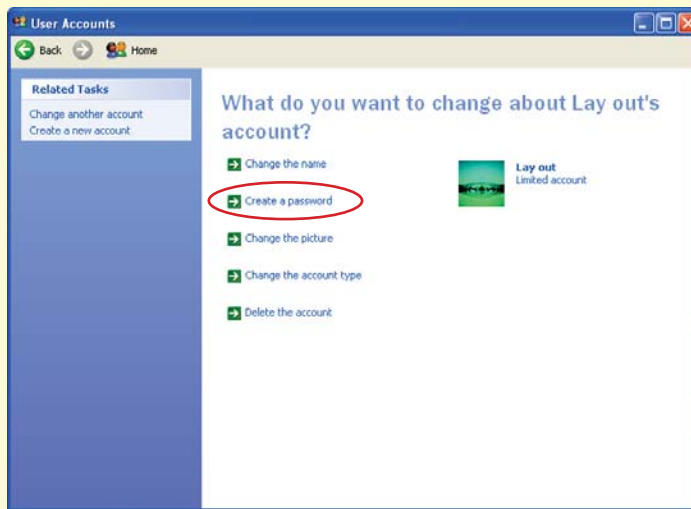 User Accounts
Back
Home
Related Tasks
Change another account
Create a new account
What do you want to change about Lay out's
account?
Change the name
Create a password
Change the picture
Change the account type
Delete the account
Lay out
Limited account